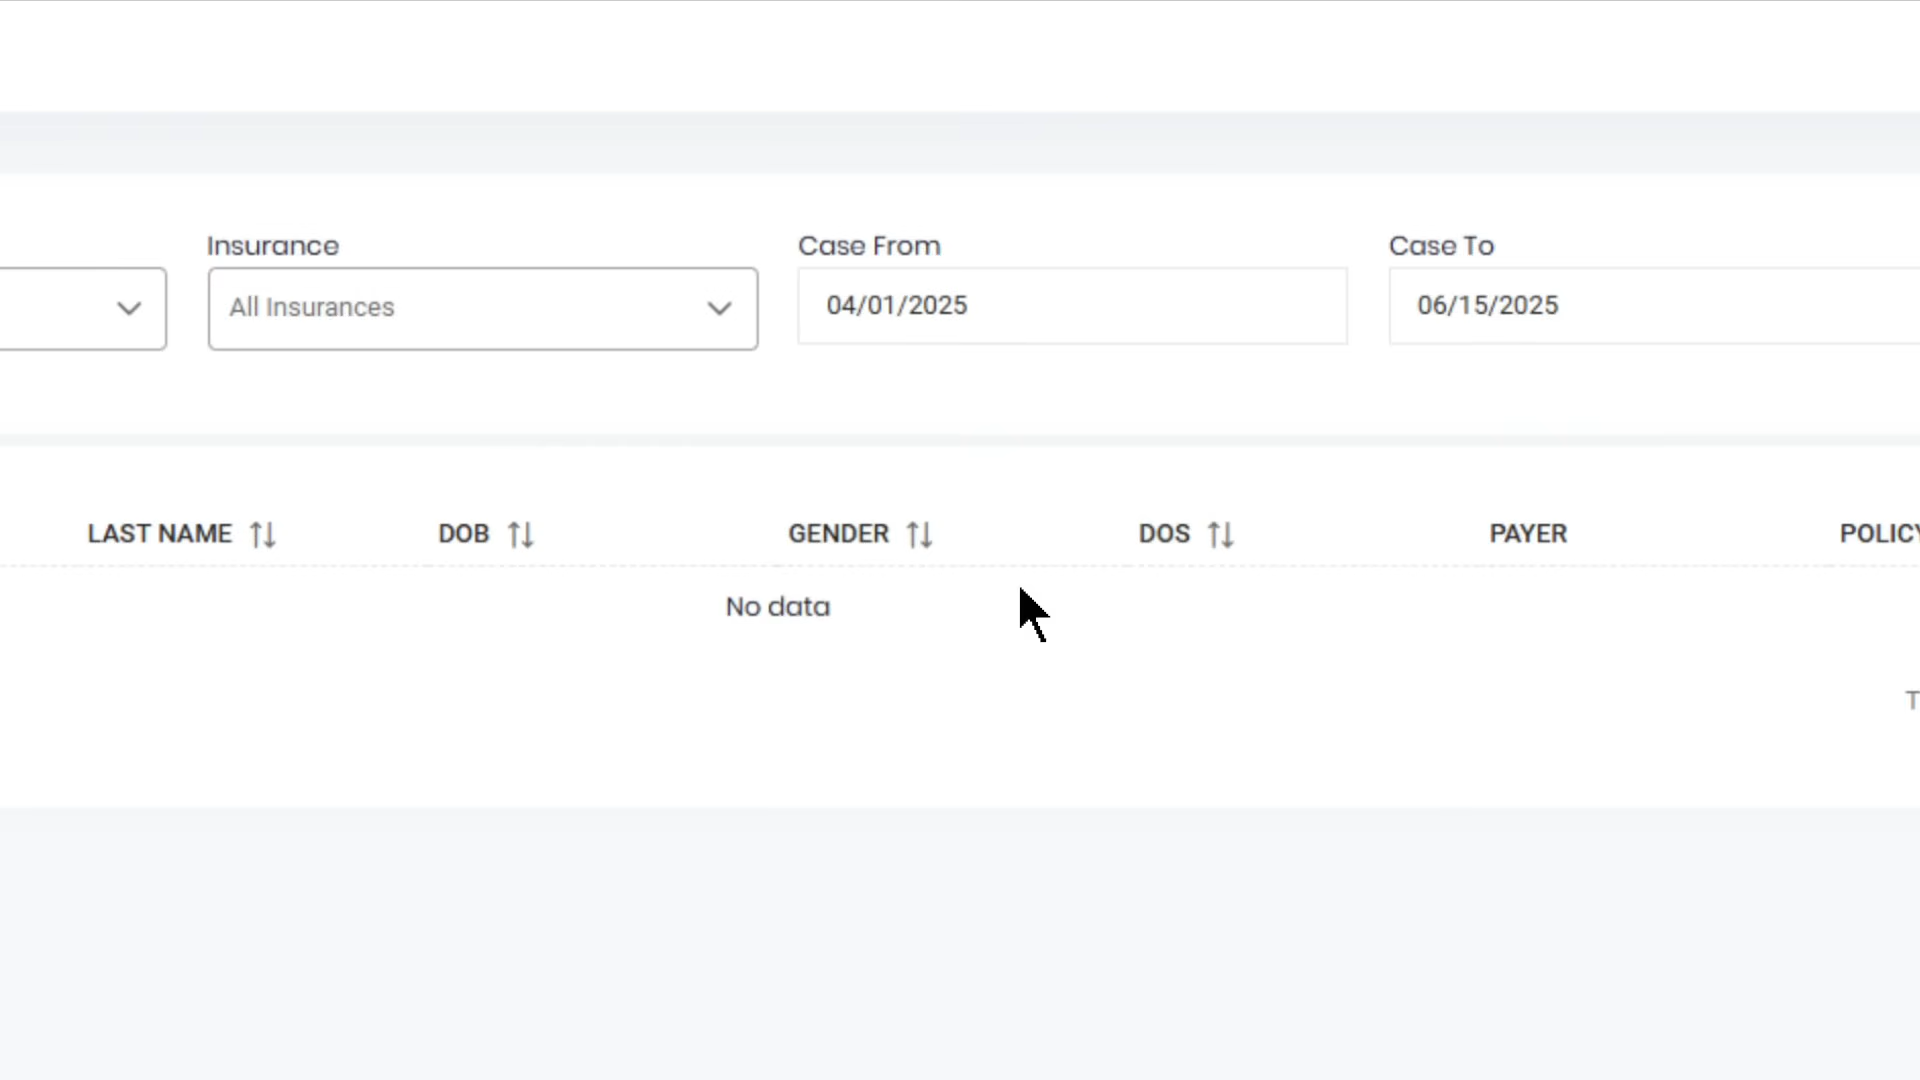 Insurance
Case From
Case To
All Insurances
04/01/2025
06/15/2025
LAST NAME
DOB
GENDER
DOS
PAYER
POLICY
No data
T